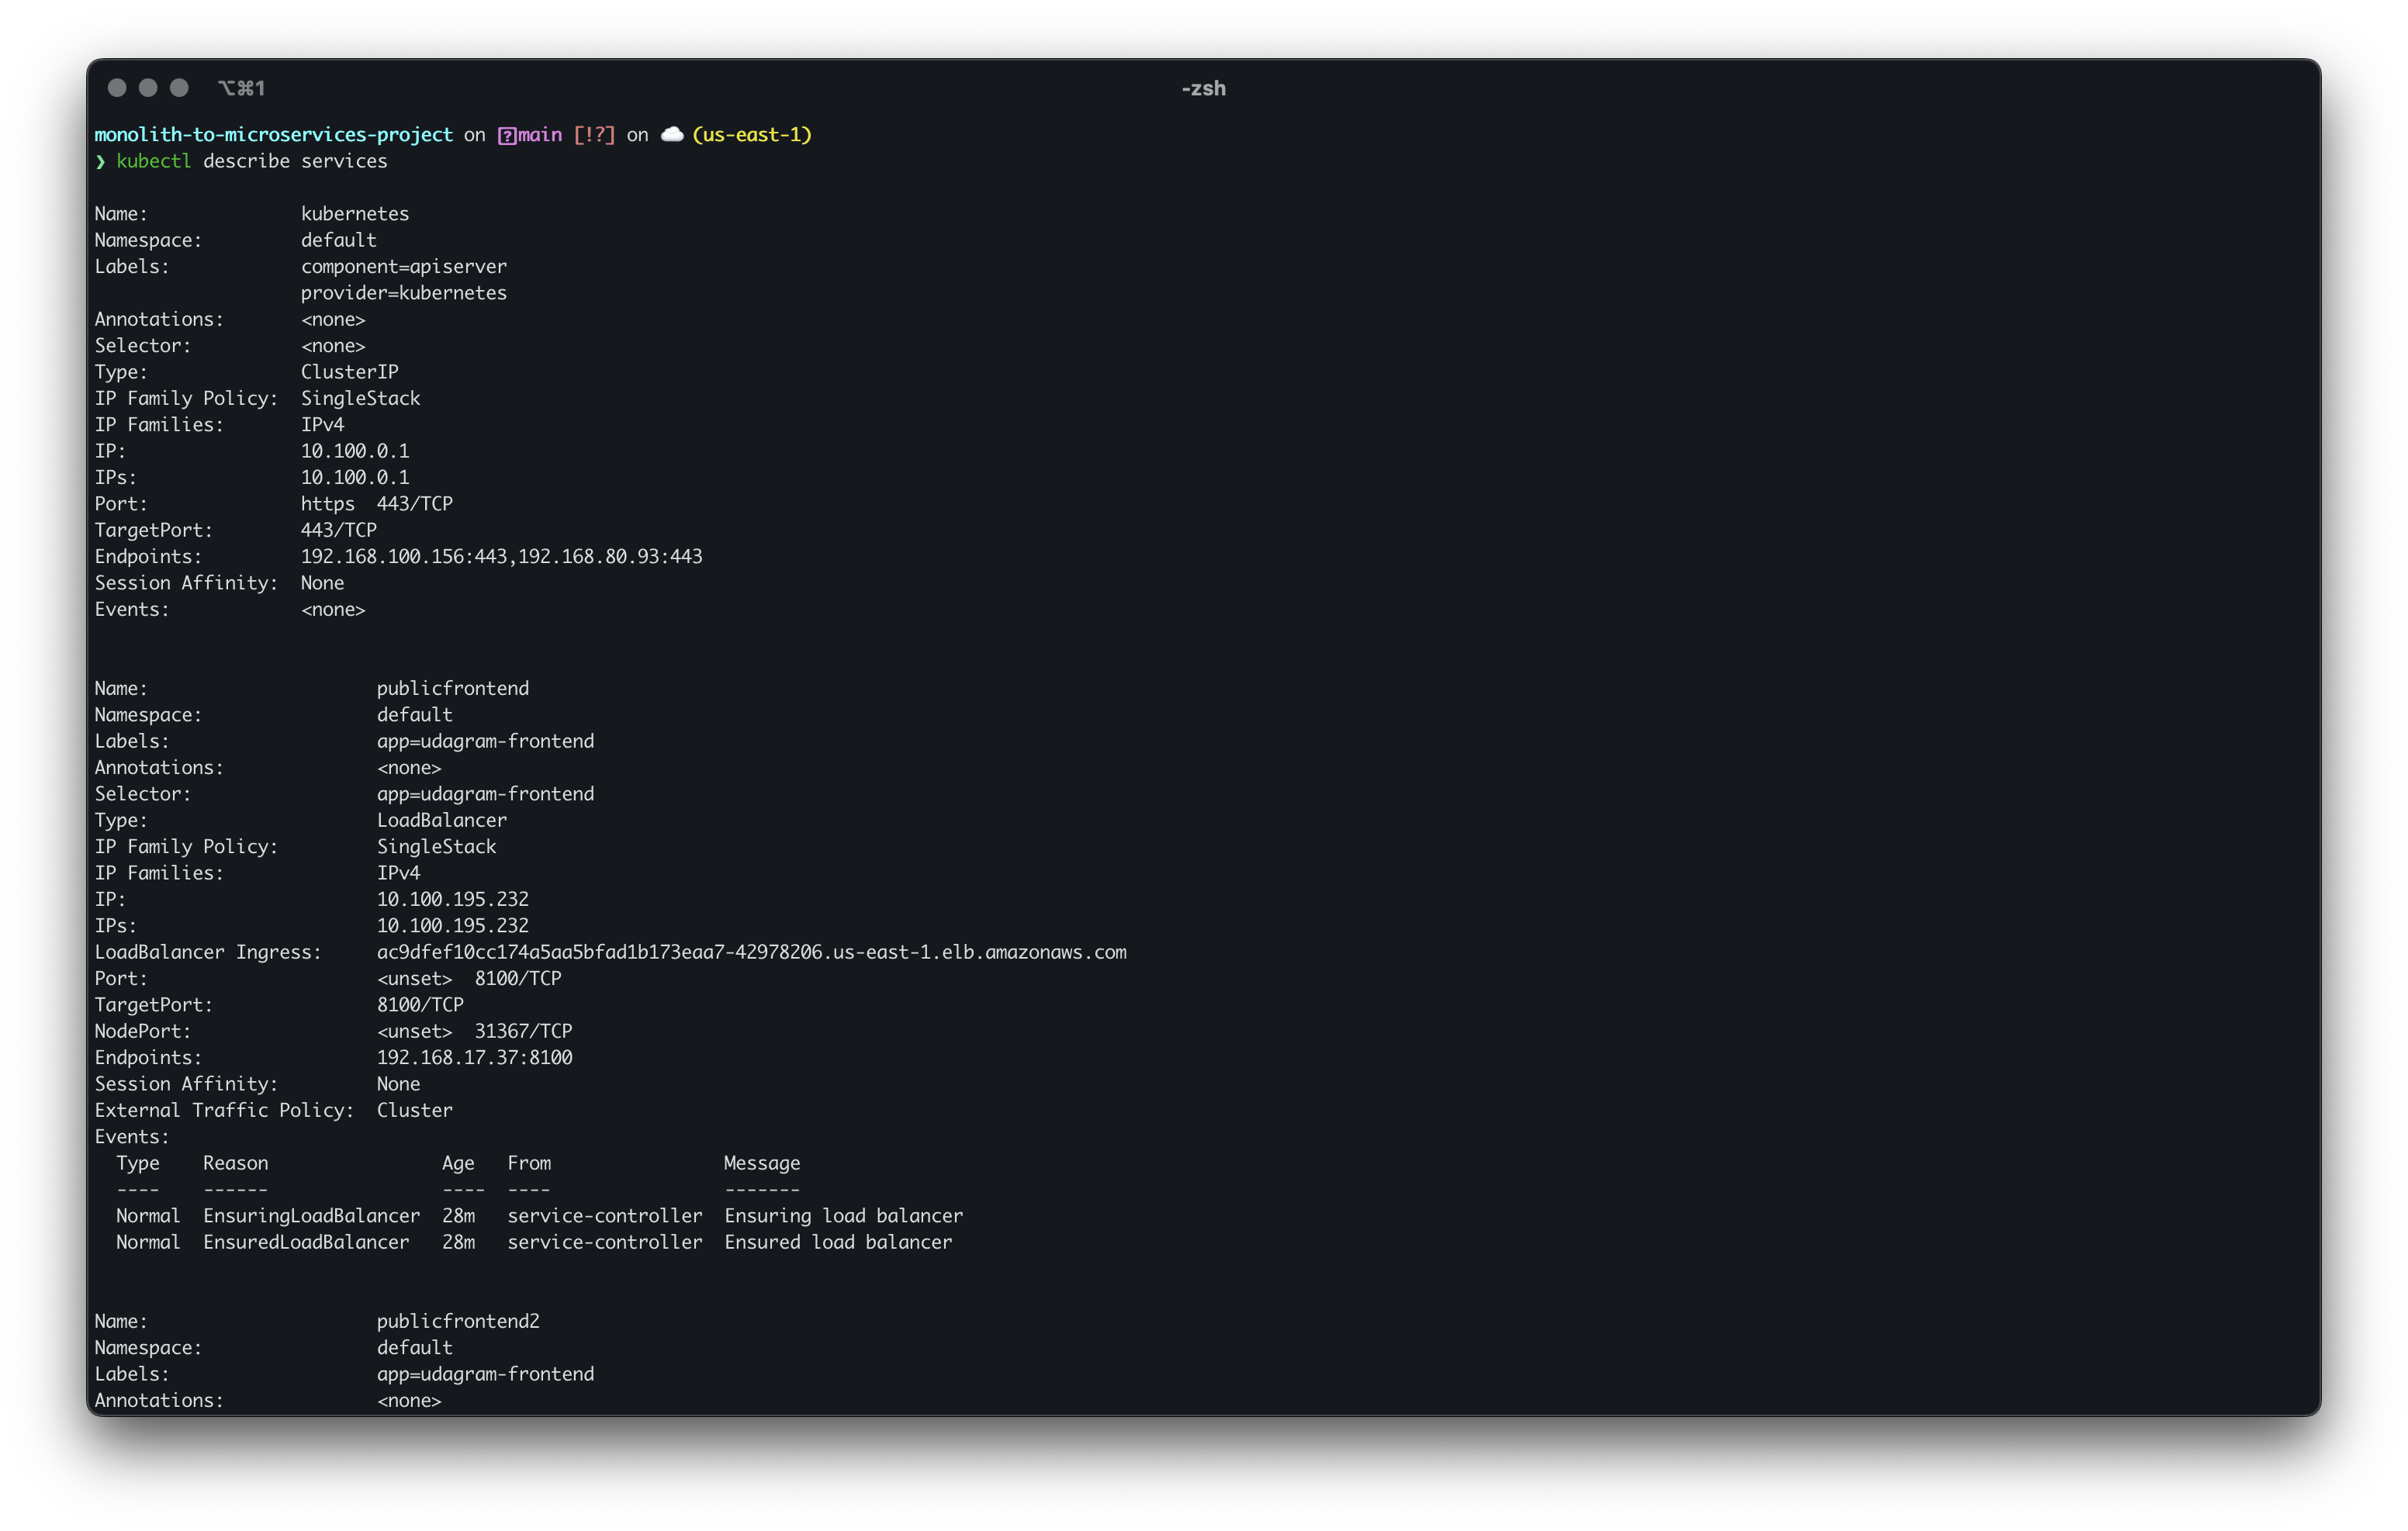 ⌥⌘1 -zsh
monolith-to-microservices-project on main [!?] on ☁️ (us-east-1)
❯ kubectl describe services
Name: kubernetes
Namespace: default
Labels: component=apiserver
provider=kubernetes
Annotations: <none>
Selector: <none>
Type: ClusterIP
IP Family Policy: SingleStack
IP Families: IPv4
IP: 10.100.0.1
IPs: 10.100.0.1
Port: https 443/TCP
TargetPort: 443/TCP
Endpoints: 192.168.100.156:443,192.168.80.93:443
Session Affinity: None
Events: <none>
Name: publicfrontend
Namespace: default
Labels: app=udagram-frontend
Annotations: <none>
Selector: app=udagram-frontend
Type: LoadBalancer
IP Family Policy: SingleStack
IP Families: IPv4
IP: 10.100.195.232
IPs: 10.100.195.232
LoadBalancer Ingress: ac9dfef10cc174a5aa5bfad1b173eaa7-42978206.us-east-1.elb.amazonaws.com
Port: <unset> 8100/TCP
TargetPort: 8100/TCP
NodePort: <unset> 31367/TCP
Endpoints: 192.168.17.37:8100
Session Affinity: None
External Traffic Policy: Cluster
Events:
Type Reason Age From Message
---- ------ ---- ---- -------
Normal EnsuringLoadBalancer 28m service-controller Ensuring load balancer
Normal EnsuredLoadBalancer 28m service-controller Ensured load balancer
Name: publicfrontend2
Namespace: default
Labels: app=udagram-frontend
Annotations: <none>